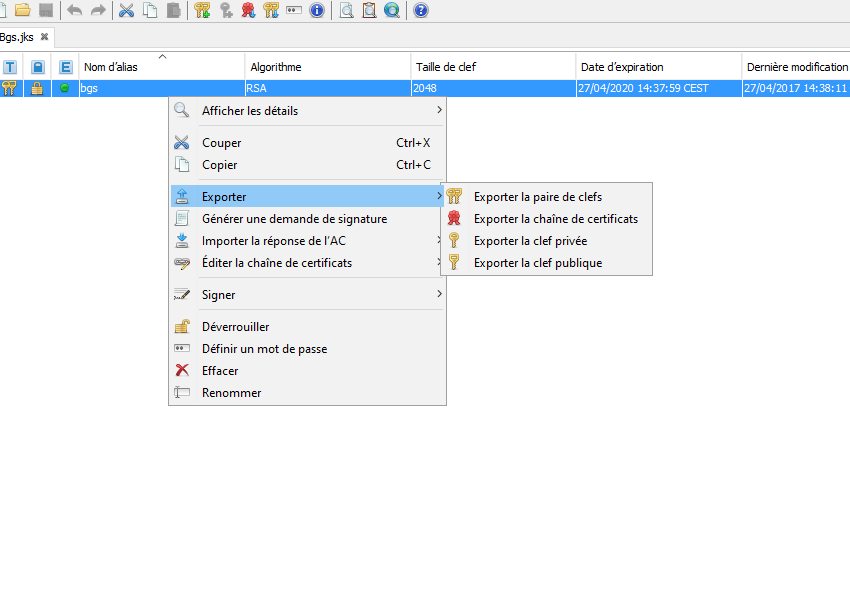 Bgs.jks
T E Nom d'alias Algorithme Taille de clef Date d'expiration Dernière modification
bgs RSA 2048 27/04/2020 14:37:59 CEST 27/04/2017 14:38:11
Afficher les détails
Couper Ctrl+X
Copier Ctrl+C
Exporter
Générer une demande de signature
Importer la réponse de l'AC
Éditer la chaîne de certificats
Signer
Déverrouiller
Définir un mot de passe
Effacer
Renommer
Exporter la paire de clefs
Exporter la chaîne de certificats
Exporter la clef privée
Exporter la clef publique